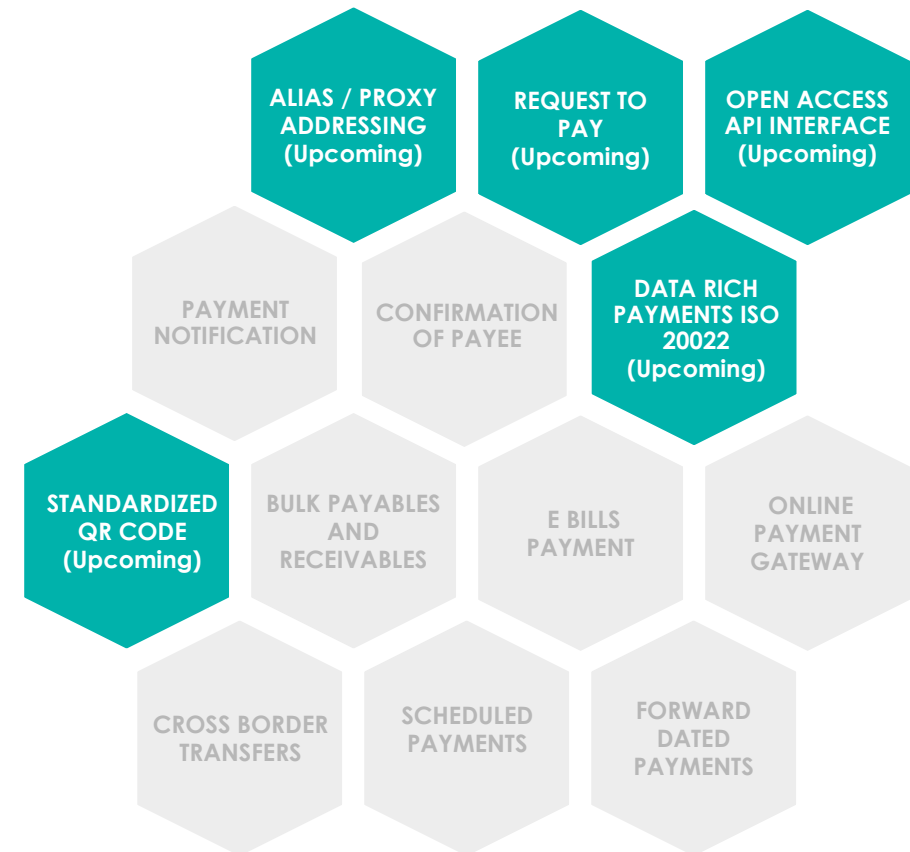 ALIAS / PROXY
ADDRESSING
(Upcoming)
REQUEST TO
PAY
(Upcoming)
OPEN ACCESS
API INTERFACE
(Upcoming)
PAYMENT
NOTIFICATION
CONFIRMATION
OF PAYEE
DATA RICH
PAYMENTS ISO
20022
(Upcoming)
STANDARDIZED
QR CODE
(Upcoming)
BULK PAYABLES
AND
RECEIVABLES
E BILLS
PAYMENT
ONLINE
PAYMENT
GATEWAY
CROSS BORDER
TRANSFERS
SCHEDULED
PAYMENTS
FORWARD
DATED
PAYMENTS